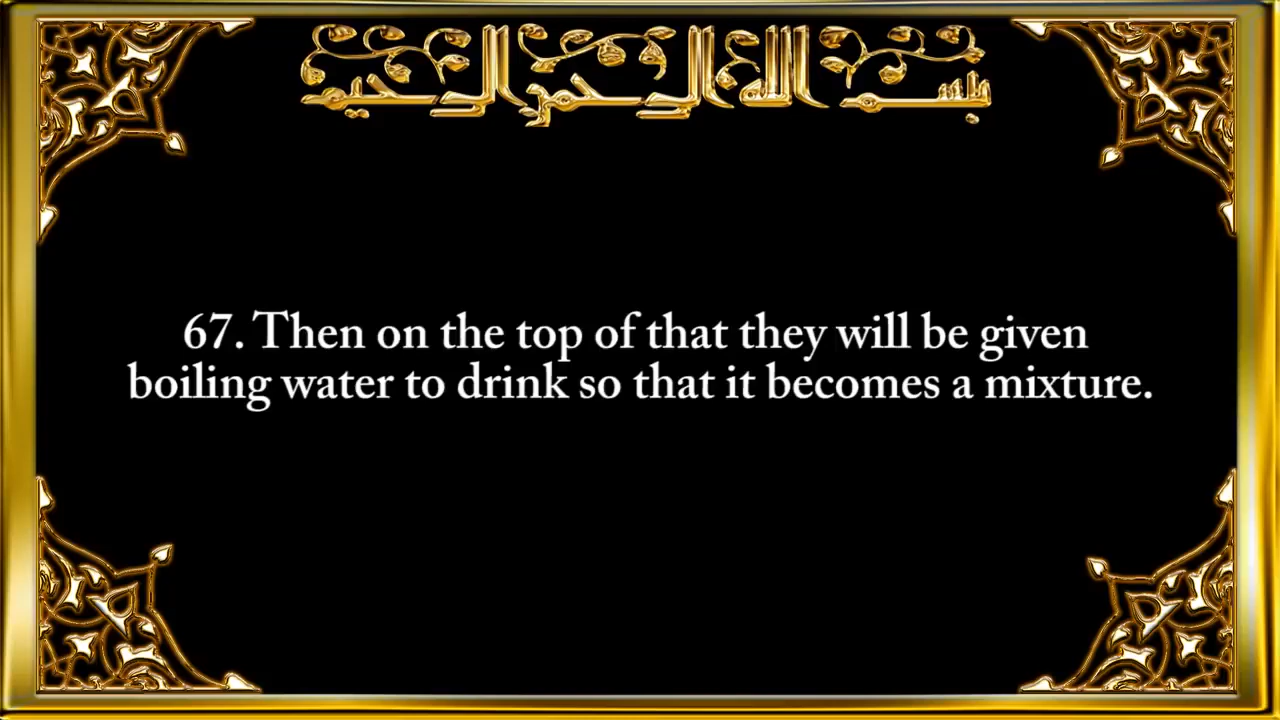 بسم الله الرحمن الرحيم
67. Then on the top of that they will be given
boiling water to drink so that it becomes a mixture.